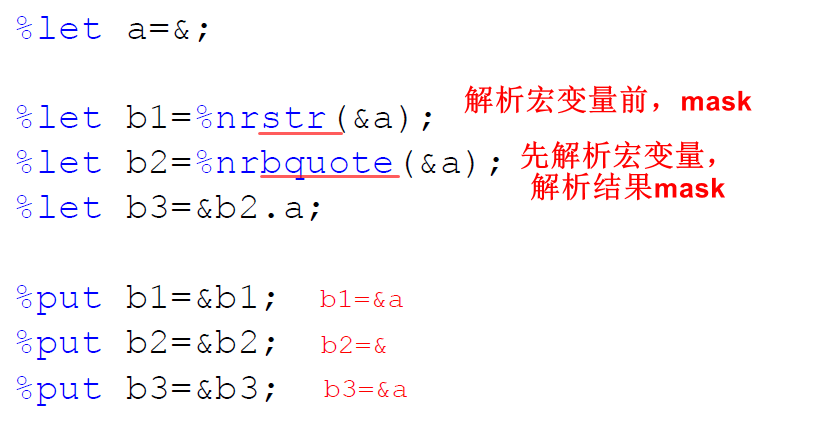 %let a=&;
%let b1=%nrstr(&a); 解析宏变量前，mask
%let b2=%nrbquote(&a); 先解析宏变量，
解析结果mask
%let b3=&b2.a;
%put b1=&b1; b1=&a
%put b2=&b2; b2=&
%put b3=&b3; b3=&a